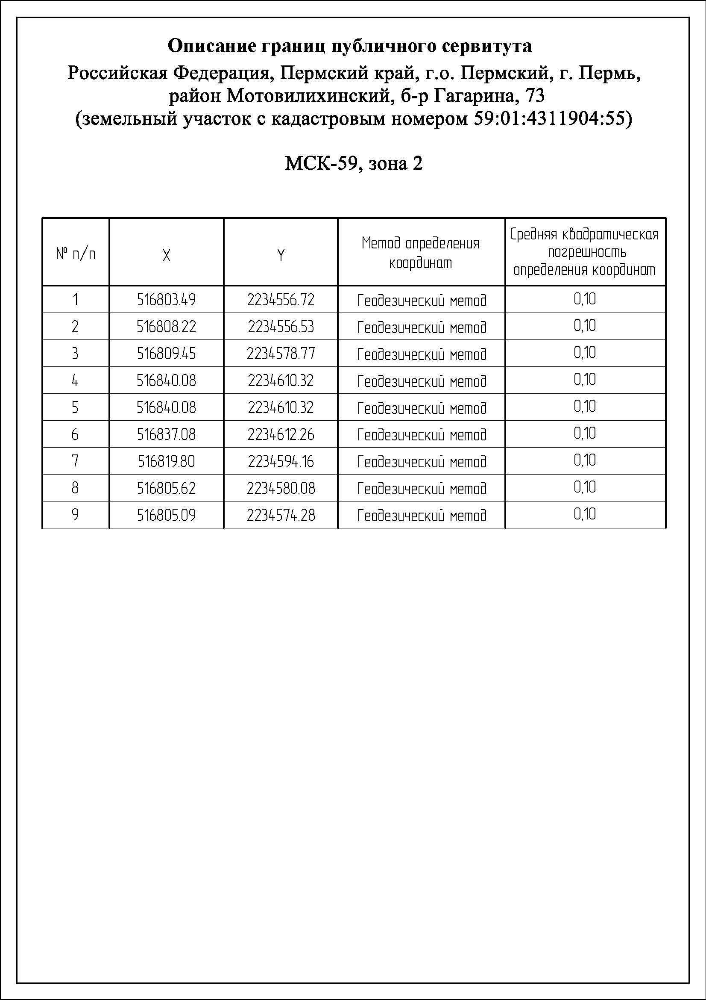 Описание границ публичного сервитута
Российская Федерация, Пермский край, г.о. Пермский, г. Пермь,
район Мотовилихинский, б-р Гагарина, 73
(земельный участок с кадастровым номером 59:01:4311904:55)
МСК-59, зона 2
№ п/п X Y Метод определения координат Средняя квадратическая погрешность определения координат
1 516803.49 2234556.72 Геодезический метод 0,10
2 516808.22 2234556.53 Геодезический метод 0,10
3 516809.45 2234578.77 Геодезический метод 0,10
4 516840.08 2234610.32 Геодезический метод 0,10
5 516840.08 2234610.32 Геодезический метод 0,10
6 516837.08 2234612.26 Геодезический метод 0,10
7 516819.80 2234594.16 Геодезический метод 0,10
8 516805.62 2234580.08 Геодезический метод 0,10
9 516805.09 2234574.28 Геодезический метод 0,10